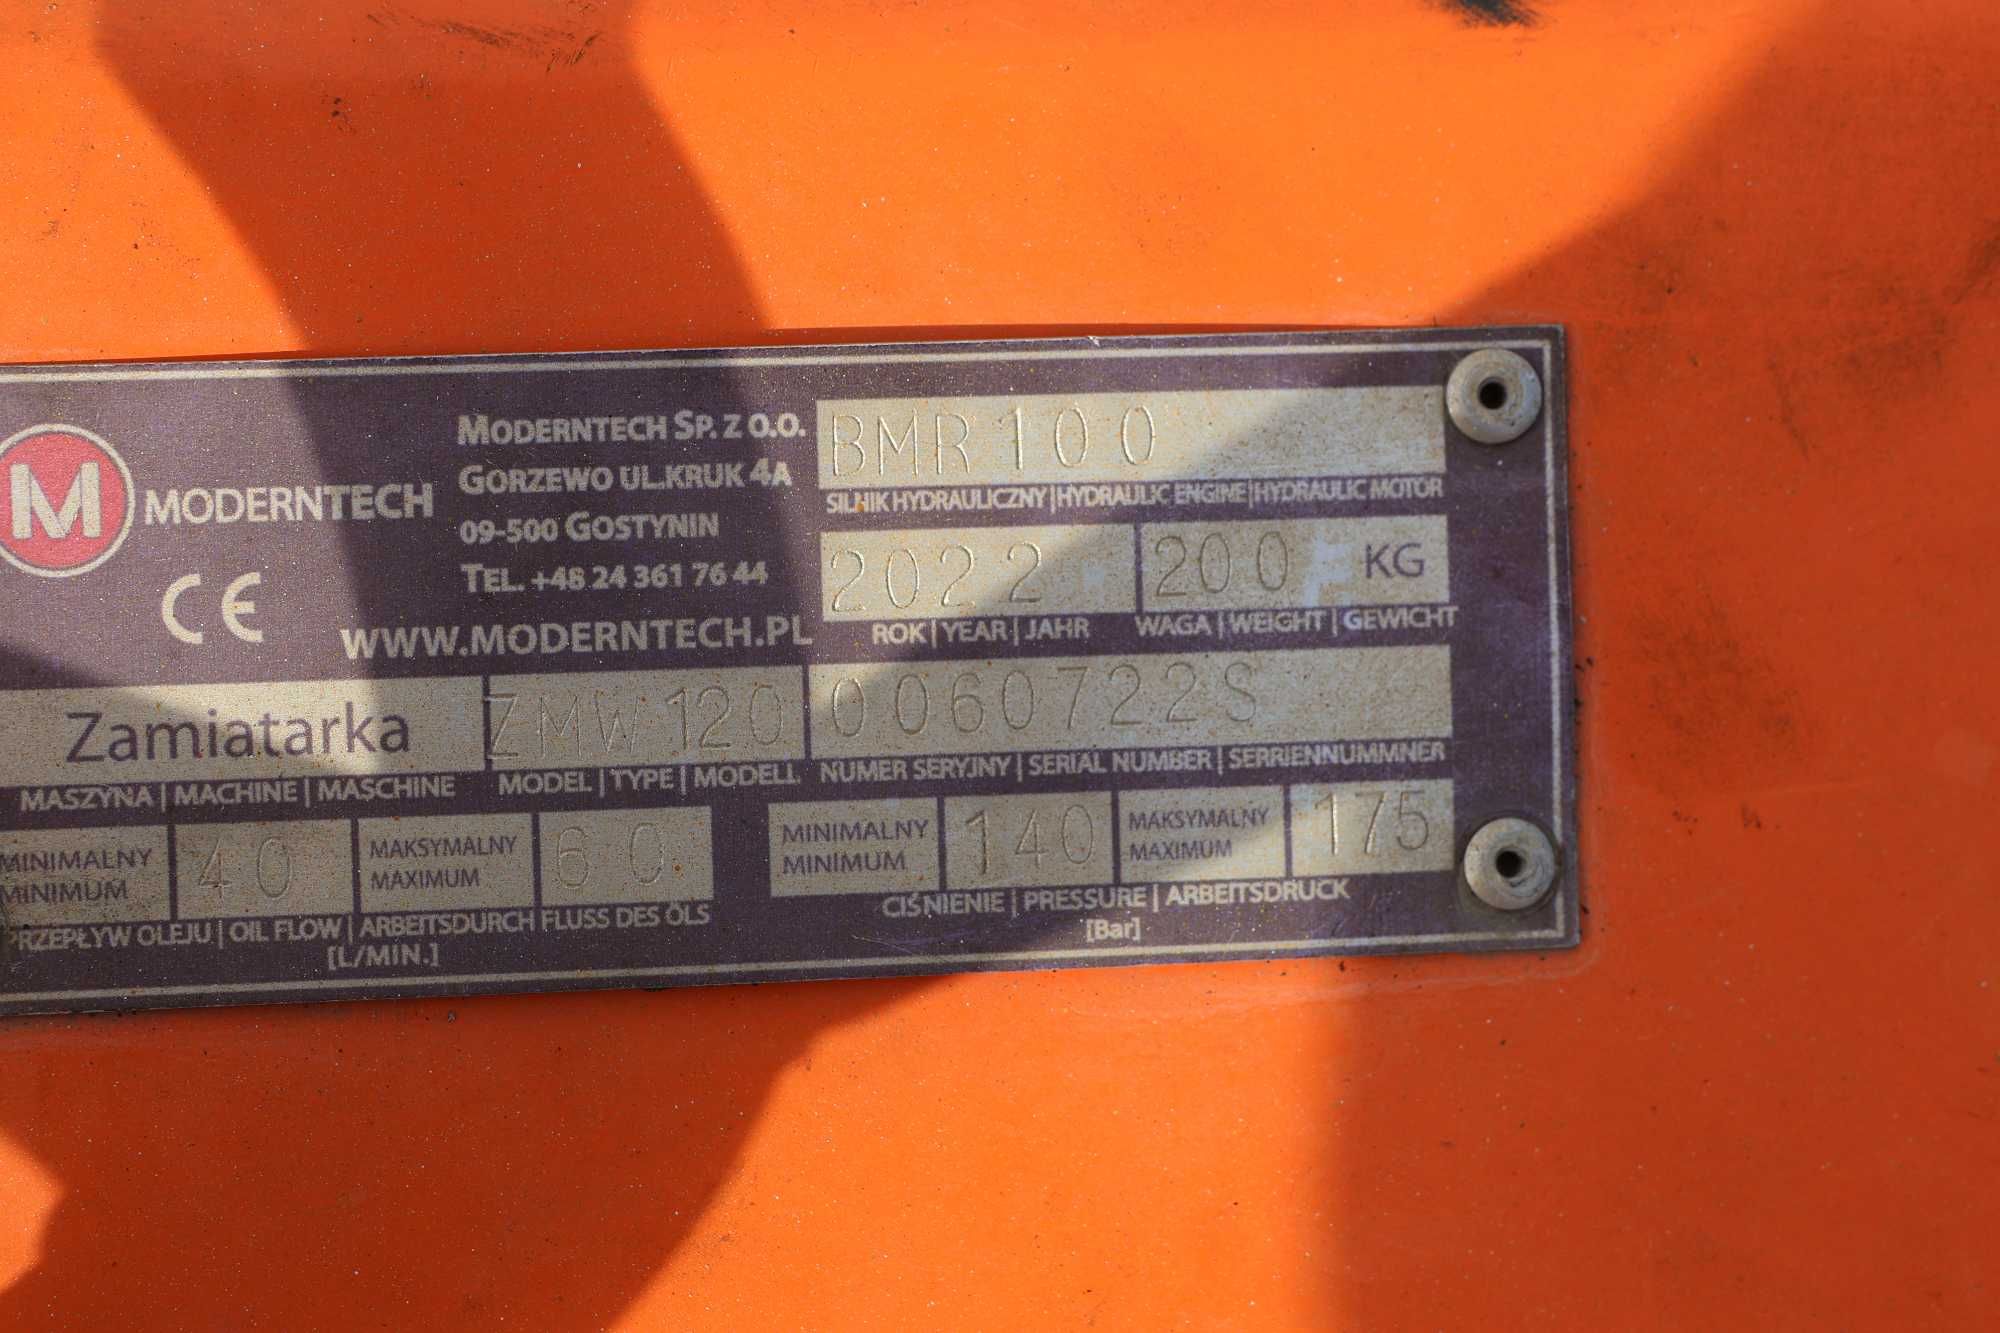 M MODERNTECH
CE
MODERNTECH SP. Z O.O.
GORZEWO UL.KRUK 4A
09-500 GOSTYNIN
TEL. +48 24 361 76 44
WWW.MODERNTECH.PL
BMR100
SILNIK HYDRAULICZNY|HYDRAULIC ENGINE|HYDRAULIC MOTOR
2022 200 KG
ROK|YEAR|JAHR WAGA|WEIGHT|GEWICHT
Zamiatarka ZMW120 0060722S
MASZYNA|MACHINE|MASCHINE MODEL|TYPE|MODELL NUMER SERYJNY|SERIAL NUMBER|SERRIENNUMMNER
MINIMALNY MINIMUM 40 MAKSYMALNY MAXIMUM 60 MINIMALNY MINIMUM 140 MAKSYMALNY MAXIMUM 175
PRZEPŁYW OLEJU|OIL FLOW|ARBEITSDURCH FLUSS DES ÖLS
[L/MIN.]
CIŚNIENIE|PRESSURE|ARBEITSDRUCK
[Bar]